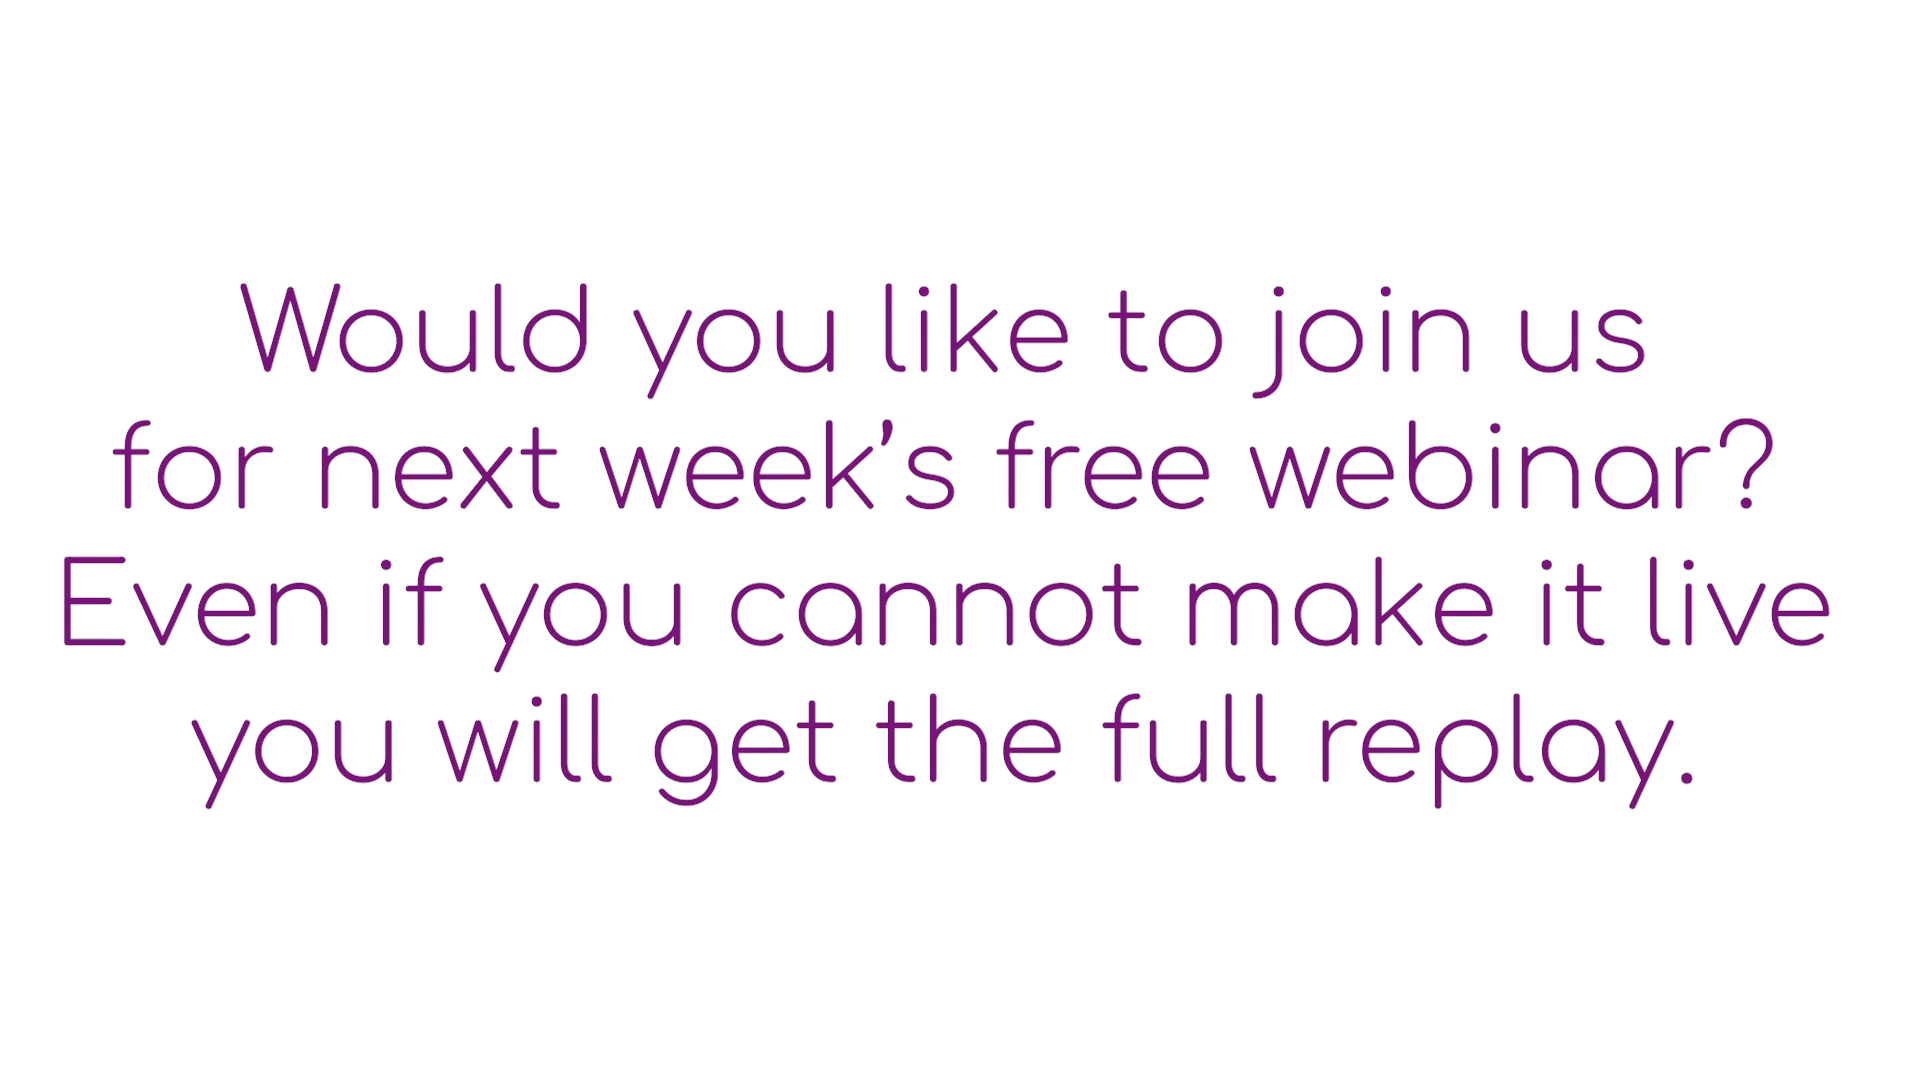 Would you like to join us
for next week’s free webinar?
Even if you cannot make it live
you will get the full replay.